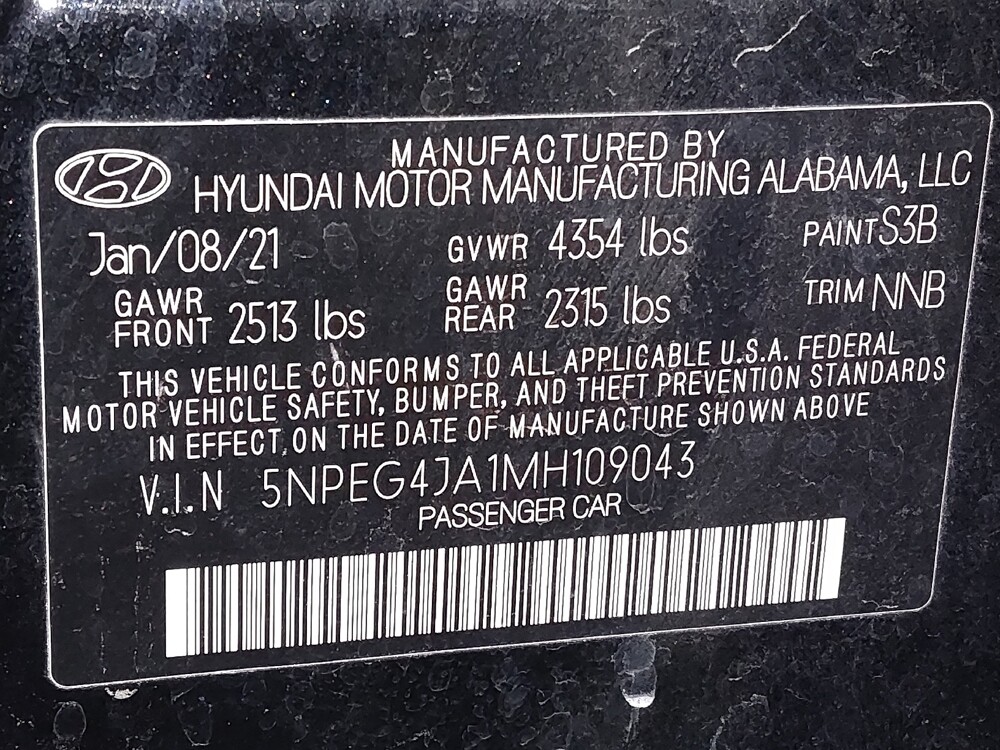 MANUFACTURED BY
HYUNDAI MOTOR MANUFACTURING ALABAMA, LLC
Jan/08/21 GVWR 4354 lbs PAINT S3B
GAWR FRONT 2513 lbs GAWR REAR 2315 lbs TRIM NNB
THIS VEHICLE CONFORMS TO ALL APPLICABLE U.S.A. FEDERAL
MOTOR VEHICLE SAFETY, BUMPER, AND THEFT PREVENTION STANDARDS
IN EFFECT ON THE DATE OF MANUFACTURE SHOWN ABOVE
V.I.N 5NPEG4JA1MH109043
PASSENGER CAR